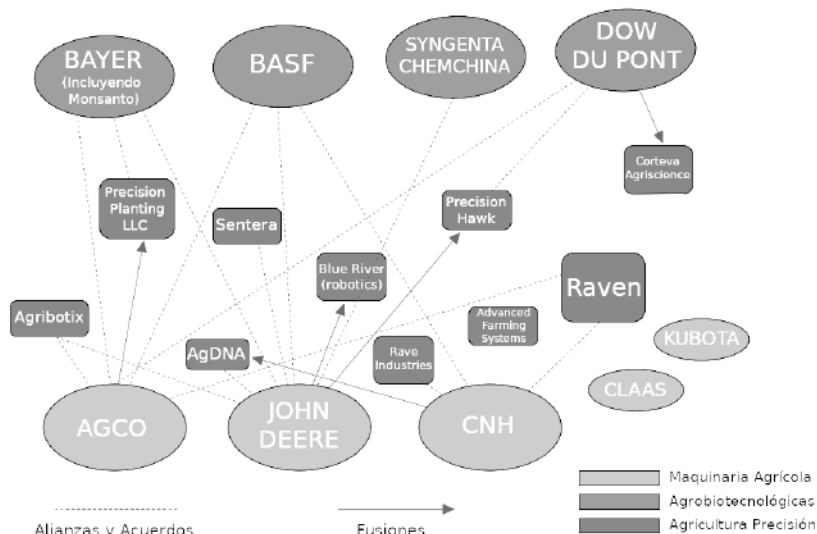 BAYER
(Incluyendo
Monsanto)
BASF
SYNGENTA
CHEMCHINA
DOW
DU PONT
Corteva
Agriscience
Precision
Planting
LLC
Sentera
Precision
Hawk
Blue River
(robotics)
Raven
Agribotix
AgDNA
Rave
Industries
Advanced
Farming
Systems
KUBOTA
CLAAS
AGCO
JOHN
DEERE
CNH
Maquinaria Agrícola
Agrobiotecnológicas
Agricultura Precisión
Alianzas y Acuerdos
Fusiones